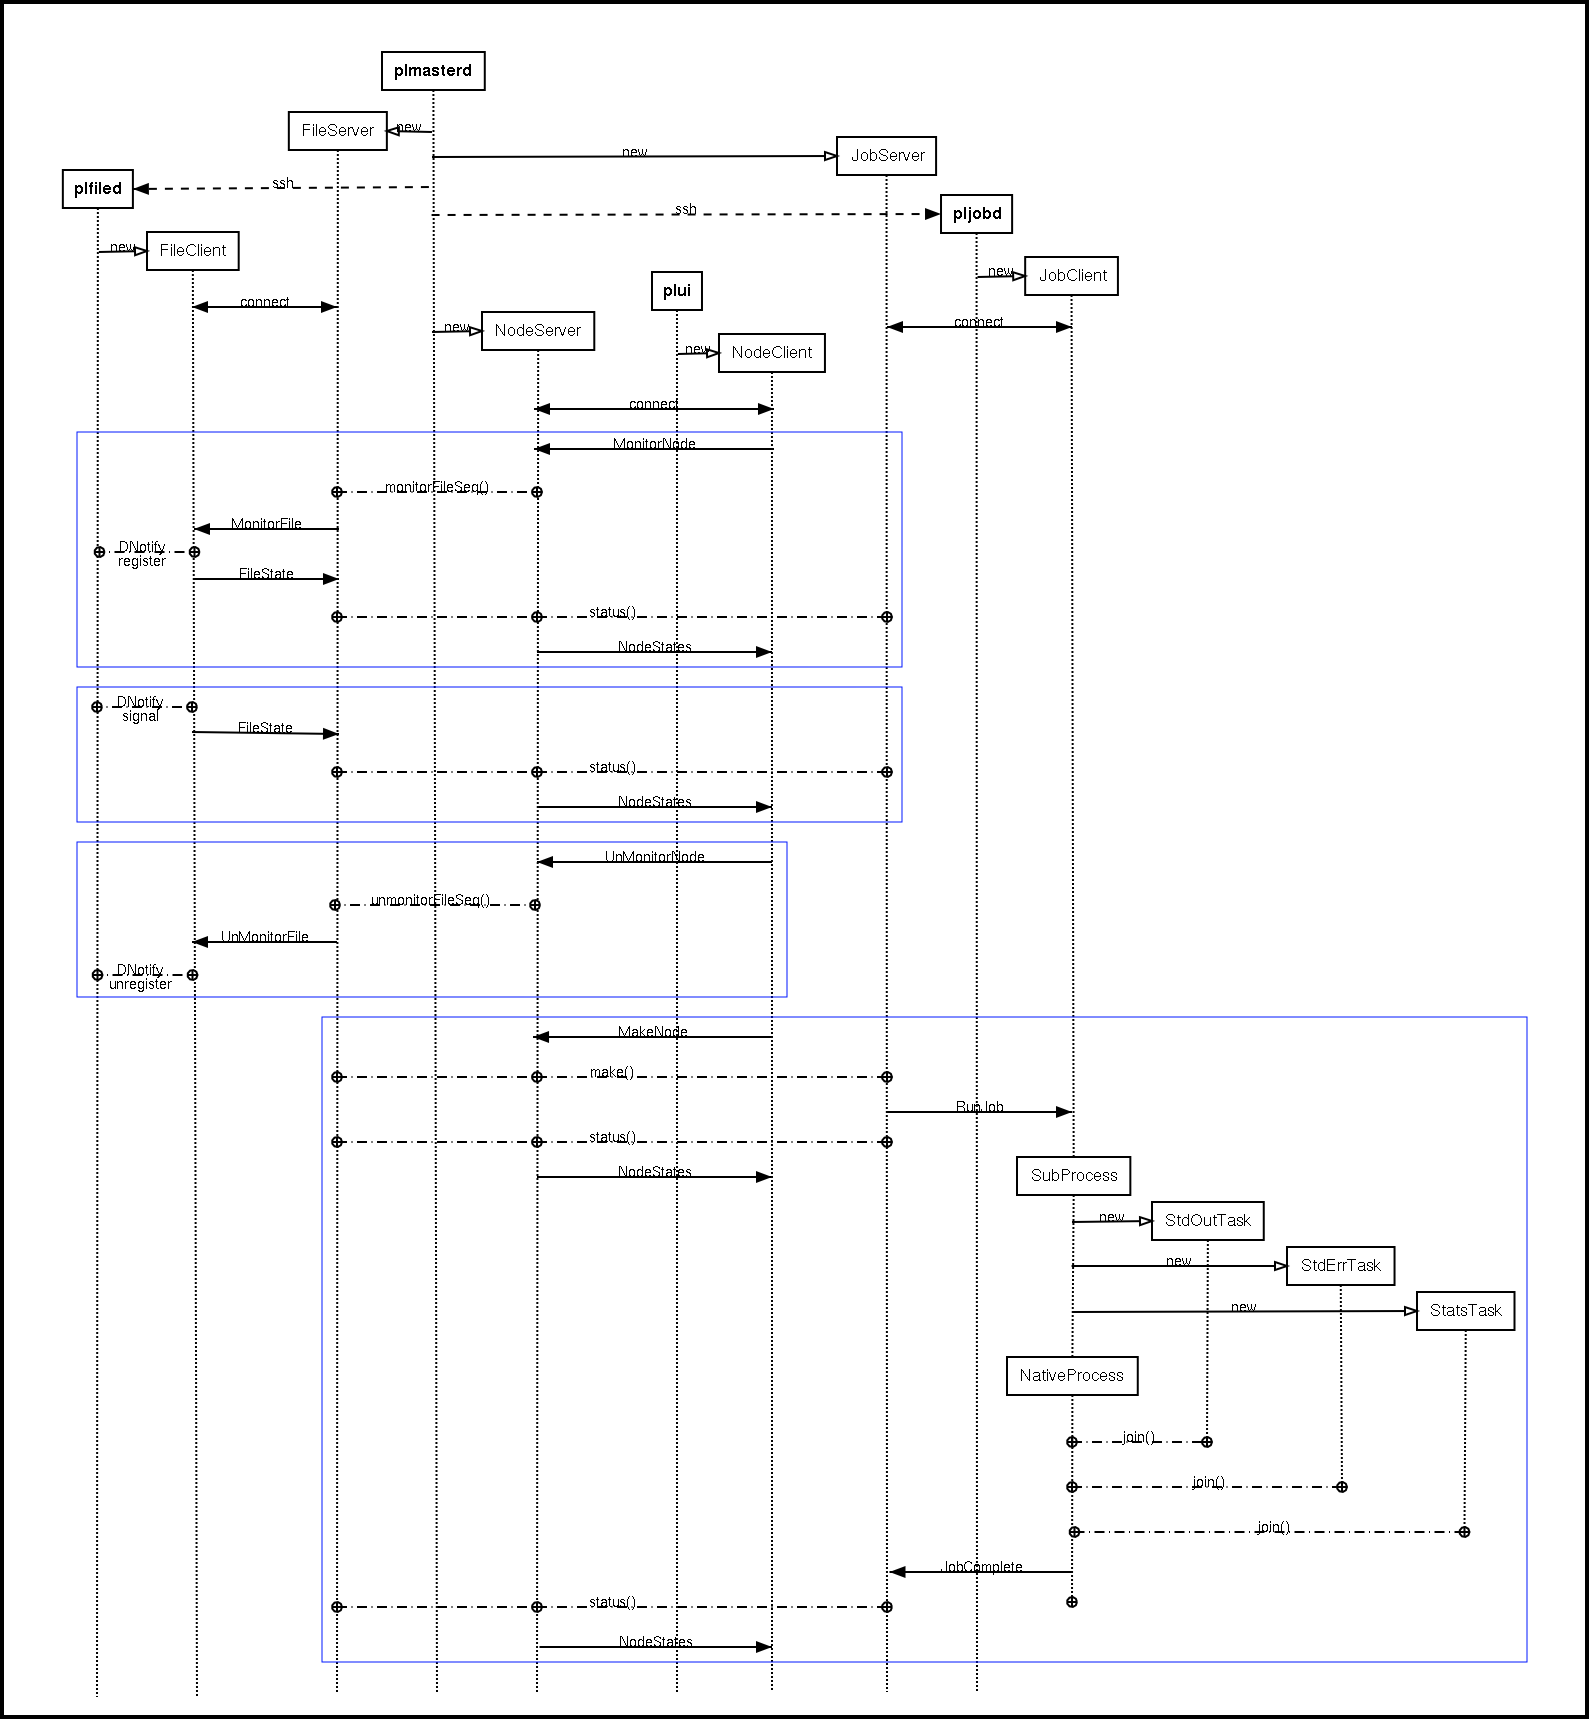 plmasterd
FileServer
new
new
JobServer
plfiled
ssh
ssh
pljobd
new
FileClient
new
JobClient
plui
connect
connect
new
NodeServer
new
NodeClient
connect
MonitorNode
monitorFileSeq()
MonitorFile
DNotify
register
FileState
status()
NodeStates
DNotify
signal
FileState
status()
NodeStates
UnMonitorNode
unmonitorFileSeq()
UnMonitorFile
DNotify
unregister
MakeNode
make()
RunJob
status()
NodeStates
SubProcess
new
StdOutTask
new
StdErrTask
new
StatsTask
NativeProcess
join()
join()
join()
JobComplete
status()
NodeStates